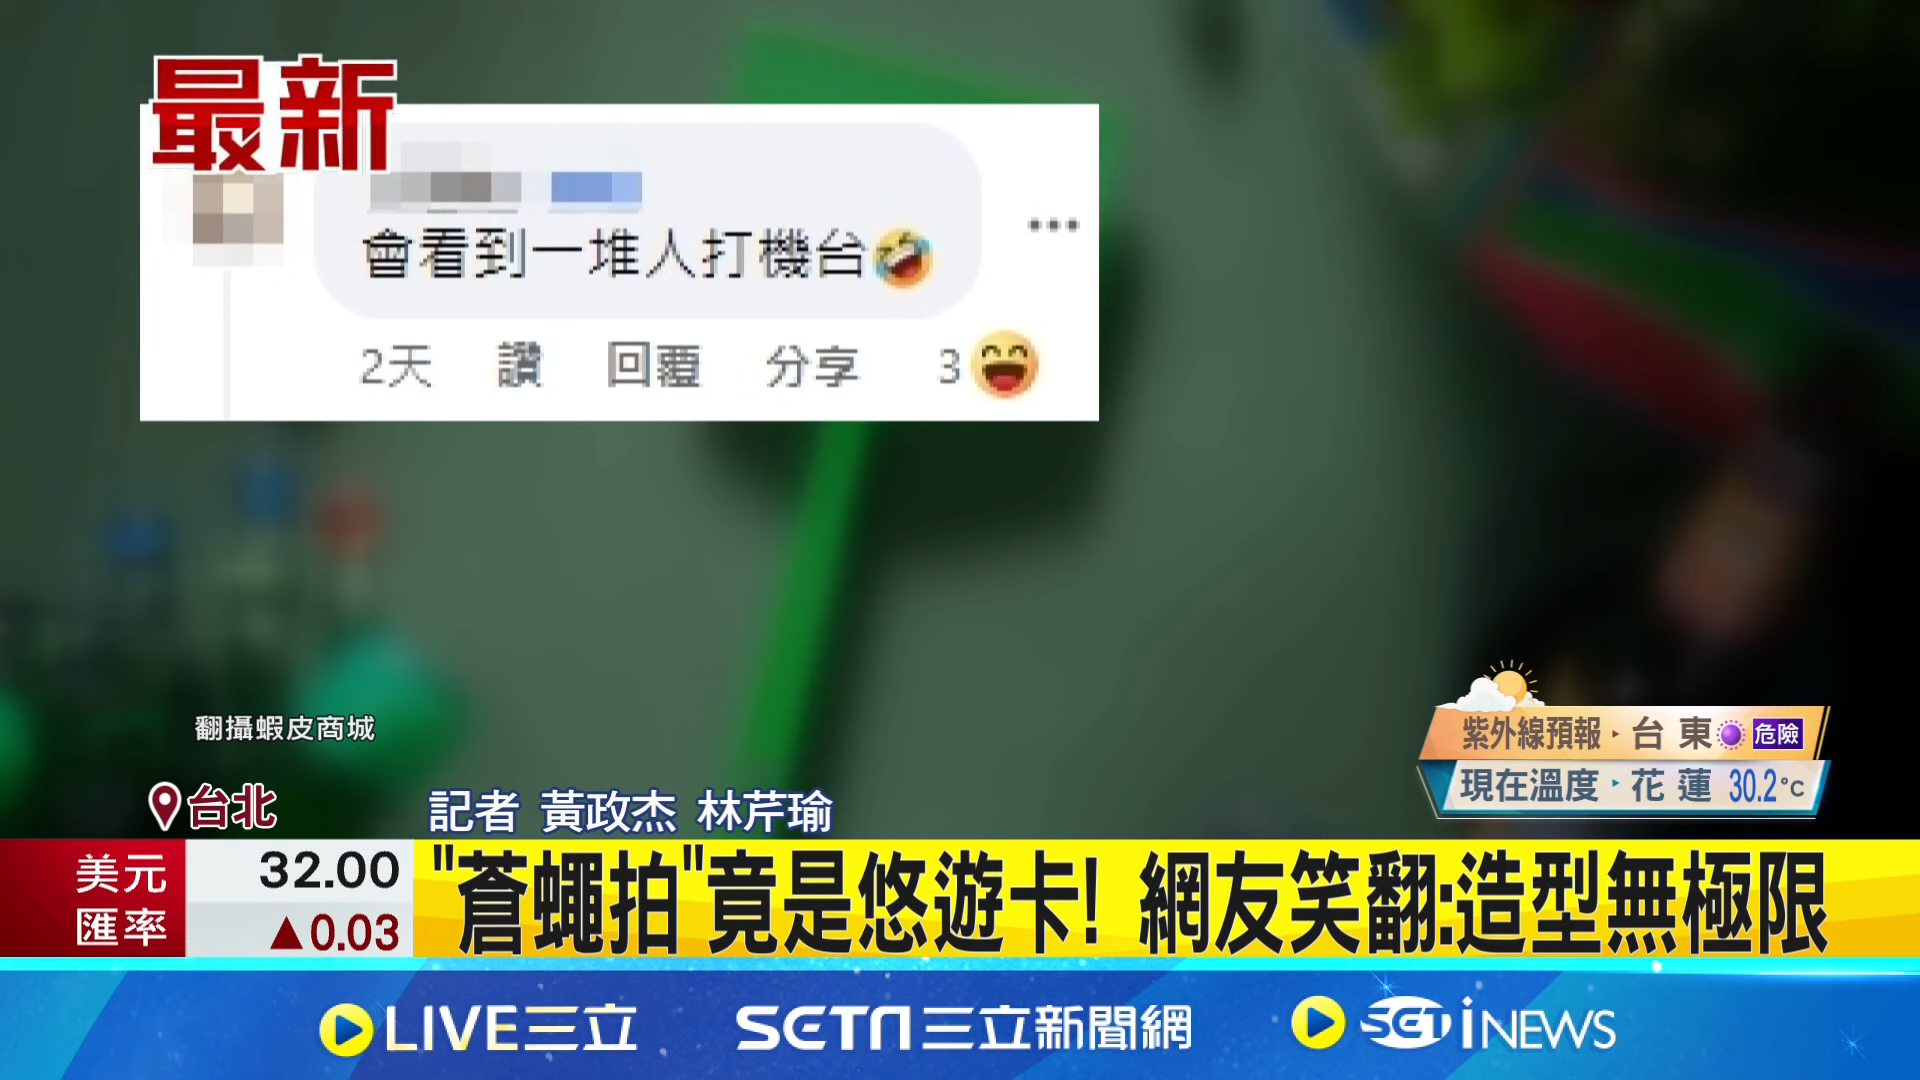 最新
會看到一堆人打機台🤣
2天 讚 回覆 分享 3
翻攝蝦皮商城
紫外線預報 台東 危險
現在溫度 花蓮 30.2°C
台北
記者 黃政杰 林芹瑜
美元 匯率
32.00
▲0.03
"蒼蠅拍"竟是悠遊卡! 網友笑翻:造型無極限
LIVE三立
SETN三立新聞網
SET iNEWS